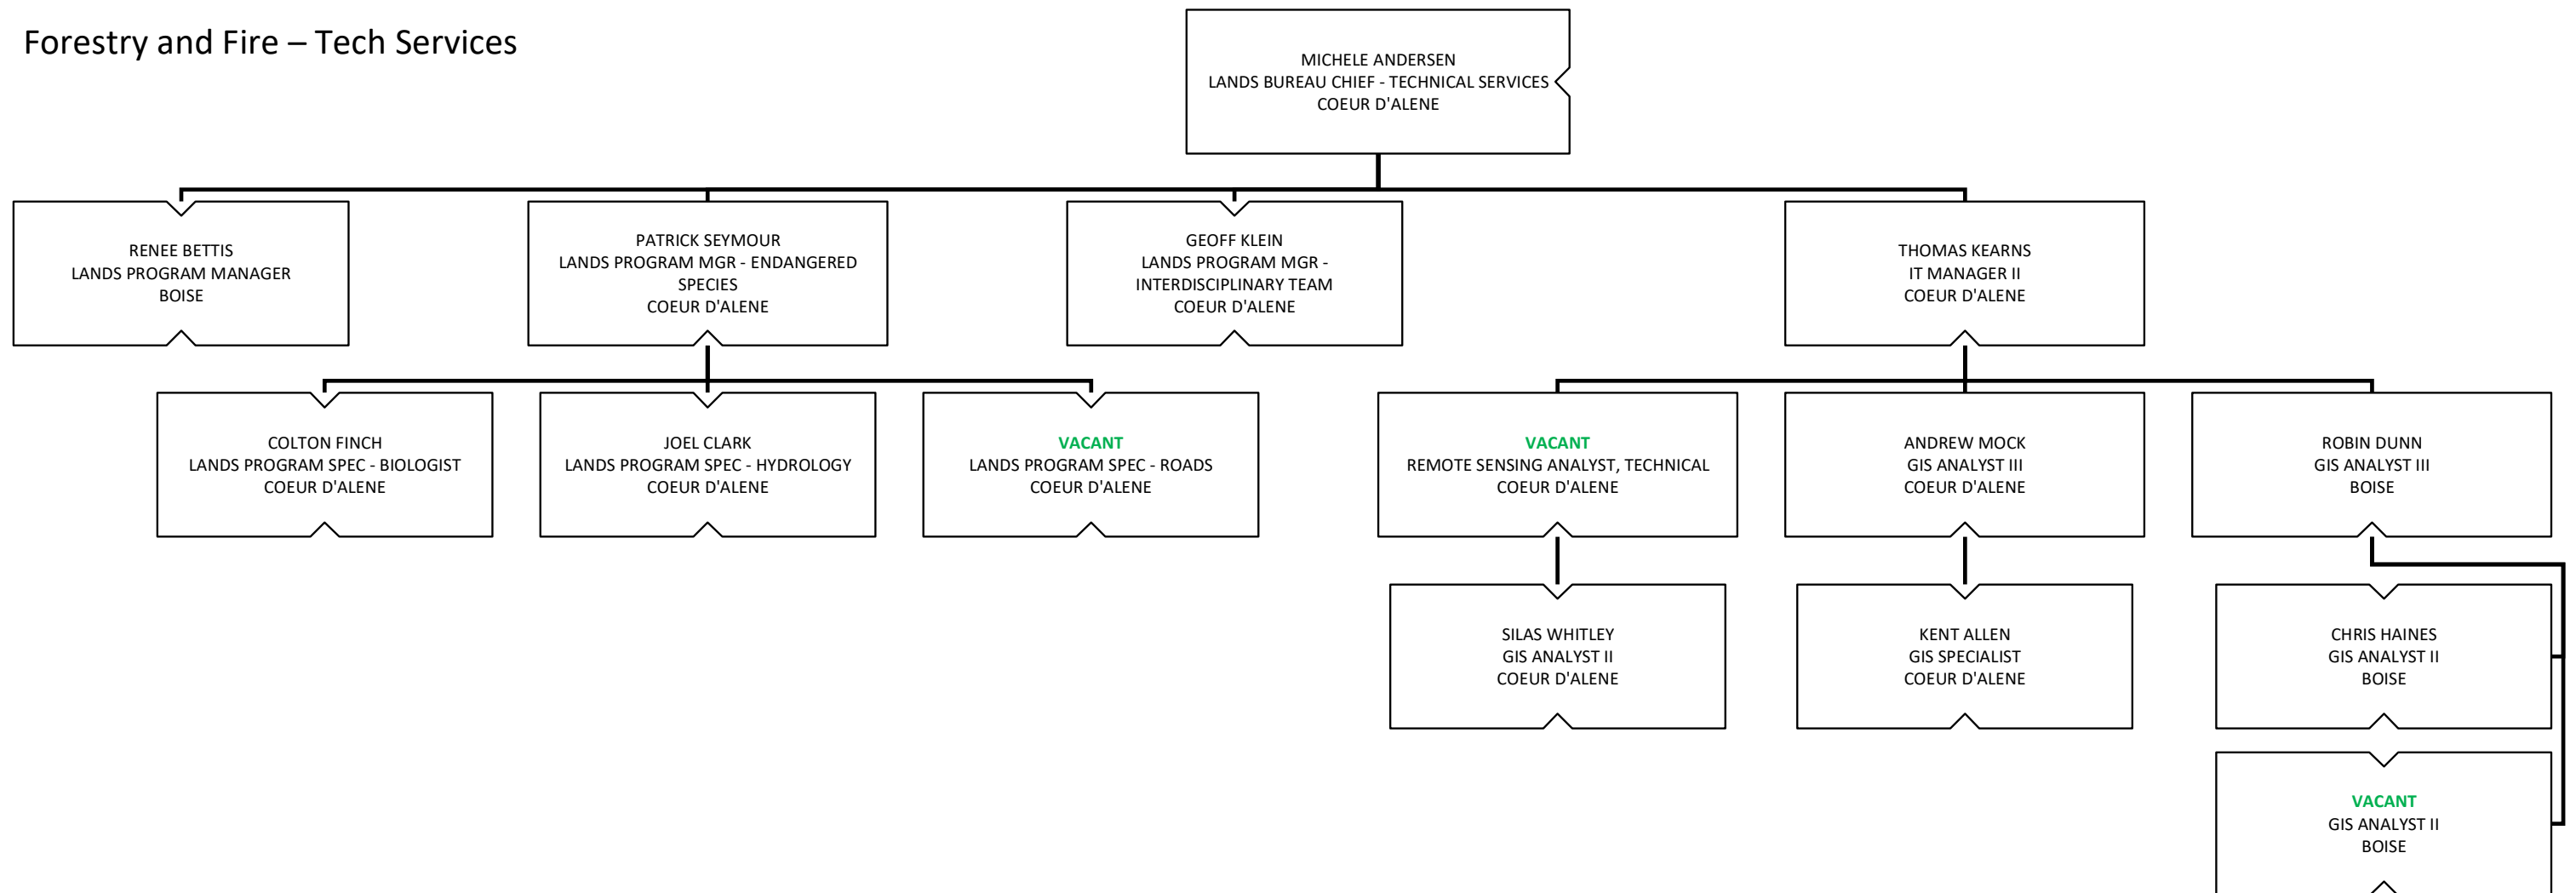 Forestry and Fire – Tech Services
MICHELE ANDERSEN
LANDS BUREAU CHIEF - TECHNICAL SERVICES
COEUR D'ALENE
RENEE BETTIS
LANDS PROGRAM MANAGER
BOISE
PATRICK SEYMOUR
LANDS PROGRAM MGR - ENDANGERED
SPECIES
COEUR D'ALENE
GEOFF KLEIN
LANDS PROGRAM MGR -
INTERDISCIPLINARY TEAM
COEUR D'ALENE
THOMAS KEARNS
IT MANAGER II
COEUR D'ALENE
COLTON FINCH
LANDS PROGRAM SPEC - BIOLOGIST
COEUR D'ALENE
JOEL CLARK
LANDS PROGRAM SPEC - HYDROLOGY
COEUR D'ALENE
VACANT
LANDS PROGRAM SPEC - ROADS
COEUR D'ALENE
VACANT
REMOTE SENSING ANALYST, TECHNICAL
COEUR D'ALENE
ANDREW MOCK
GIS ANALYST III
COEUR D'ALENE
ROBIN DUNN
GIS ANALYST III
BOISE
SILAS WHITLEY
GIS ANALYST II
COEUR D'ALENE
KENT ALLEN
GIS SPECIALIST
COEUR D'ALENE
CHRIS HAINES
GIS ANALYST II
BOISE
VACANT
GIS ANALYST II
BOISE